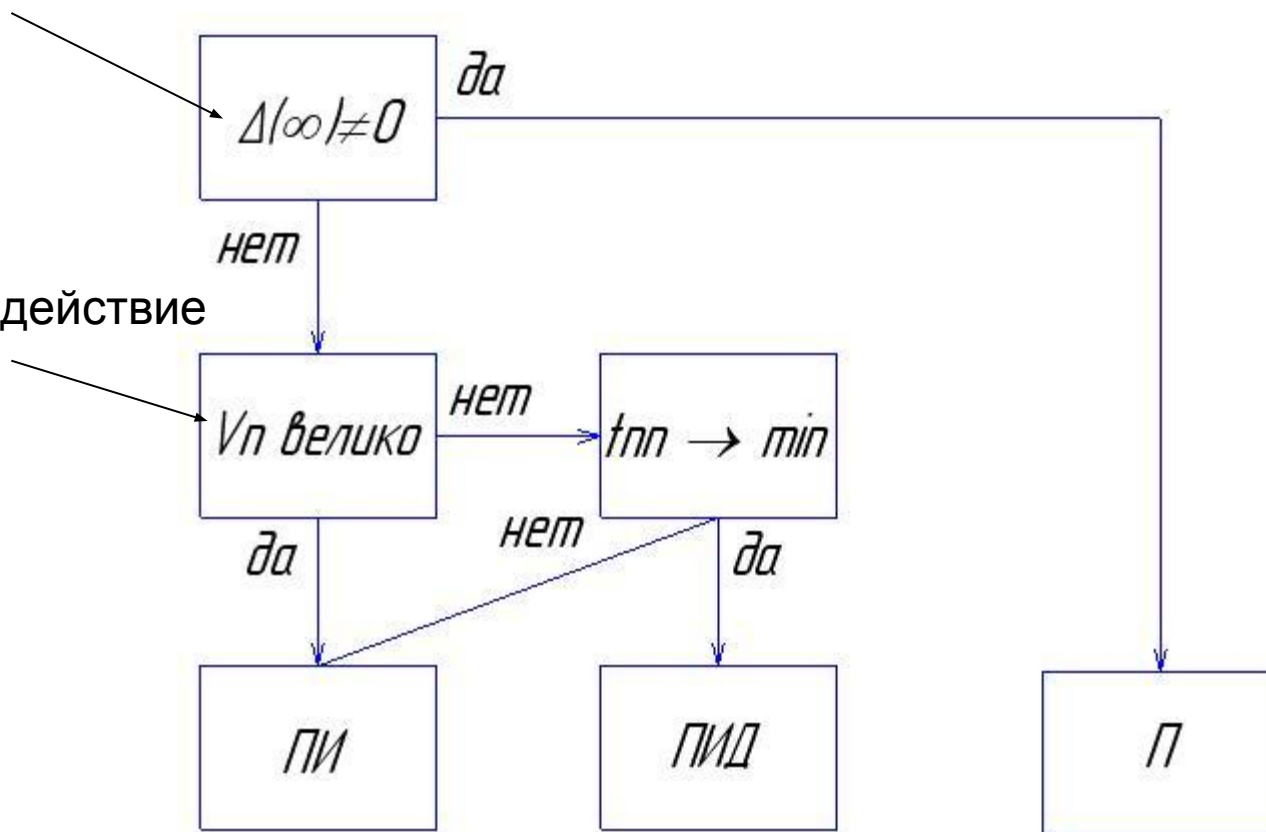 да
Δ(∞)≠0
нет
действие
Vп велико
нет
tпп → min
да
нет
да
ПИ
ПИД
П